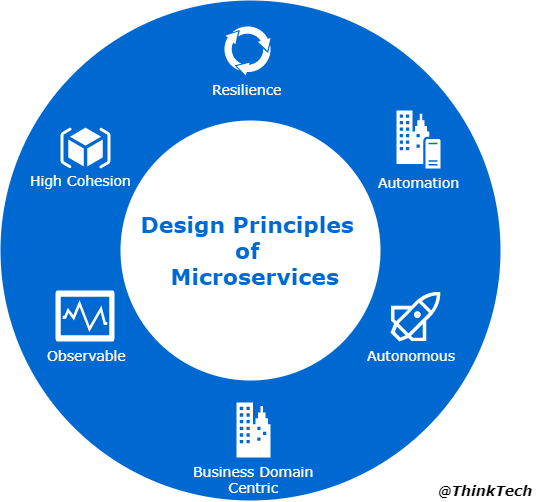 Resilience
High Cohesion
Automation
Design Principles
of
Microservices
Observable
Autonomous
Business Domain
Centric
@ThinkTech